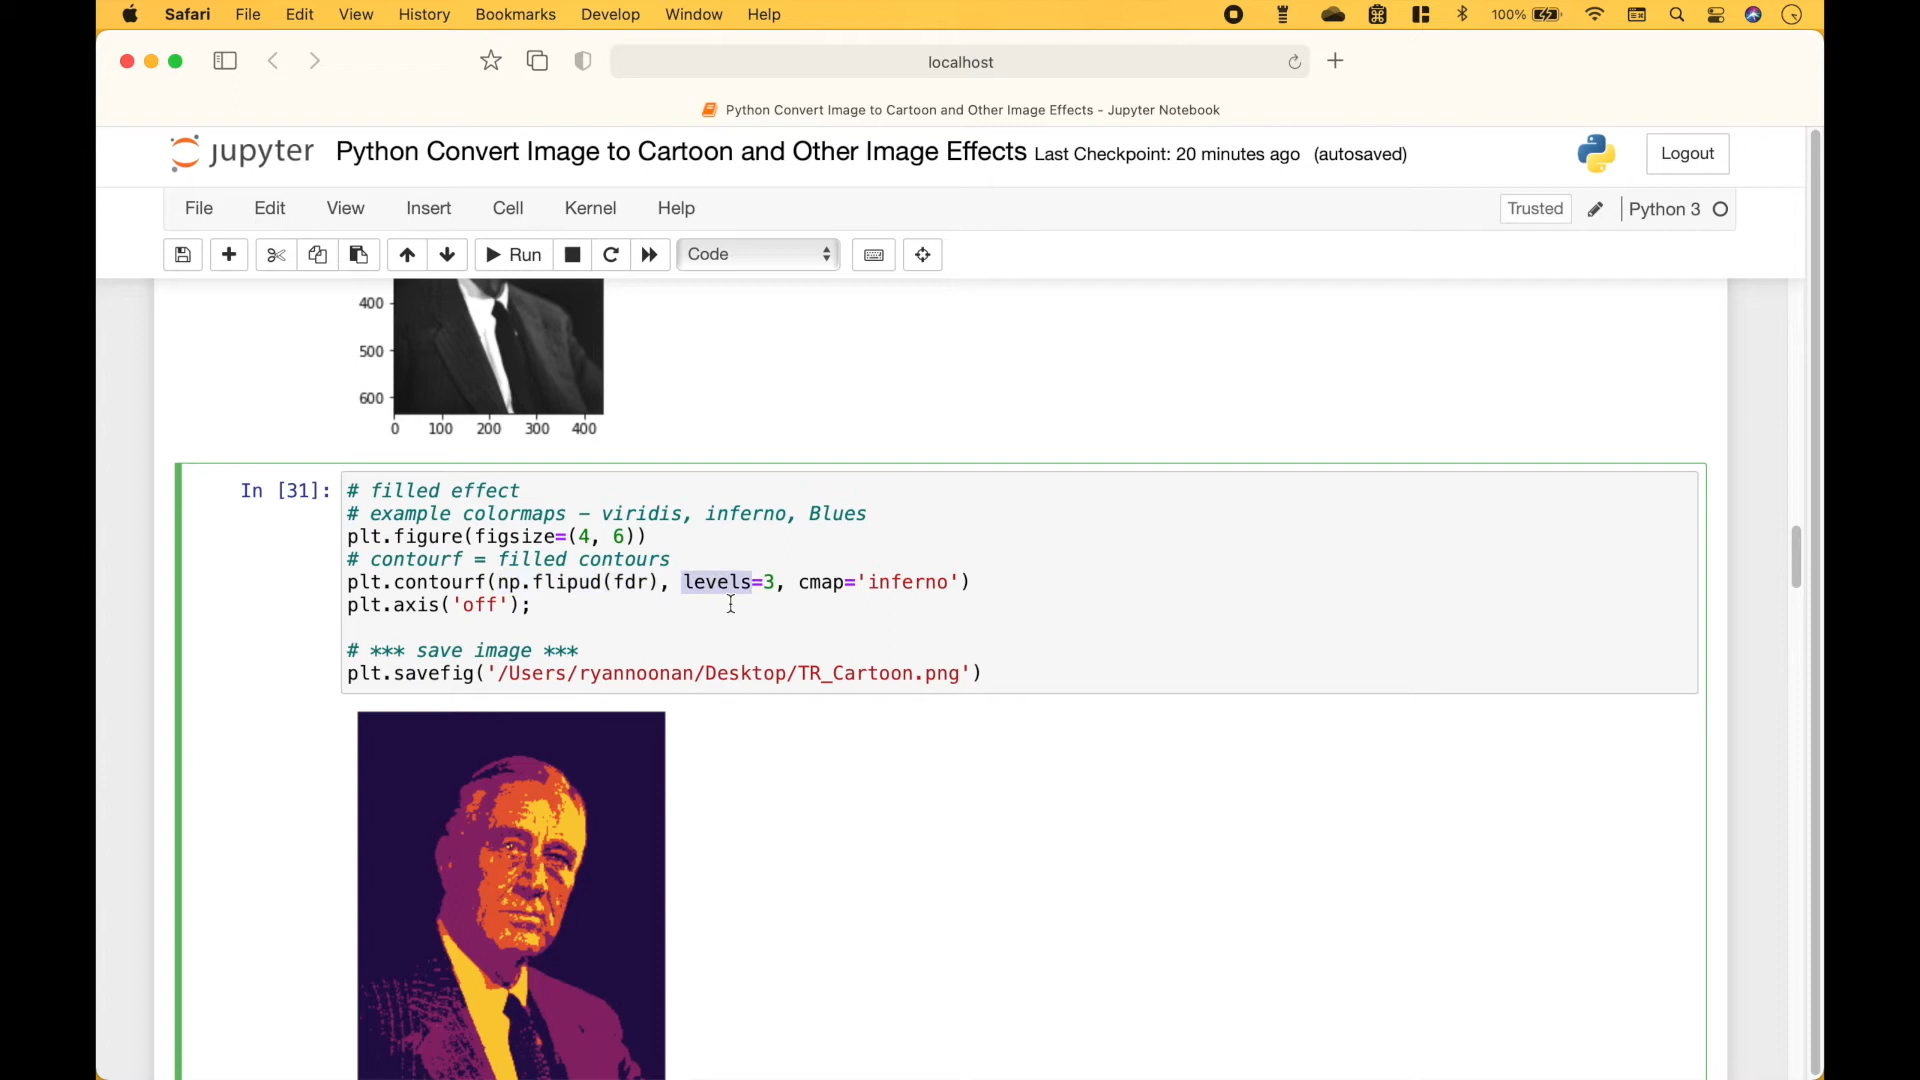 Safari File Edit View History Bookmarks Develop Window Help 100%
localhost
Python Convert Image to Cartoon and Other Image Effects - Jupyter Notebook
jupyter Python Convert Image to Cartoon and Other Image Effects Last Checkpoint: 20 minutes ago (autosaved) Logout
File Edit View Insert Cell Kernel Help Trusted Python 3
Run Code
400
500
600
0 100 200 300 400
In [31]: # filled effect
# example colormaps – viridis, inferno, Blues
plt.figure(figsize=(4, 6))
# contourf = filled contours
plt.contourf(np.flipud(fdr), levels=3, cmap='inferno')
plt.axis('off');
# *** save image ***
plt.savefig('/Users/ryannoonan/Desktop/TR_Cartoon.png')